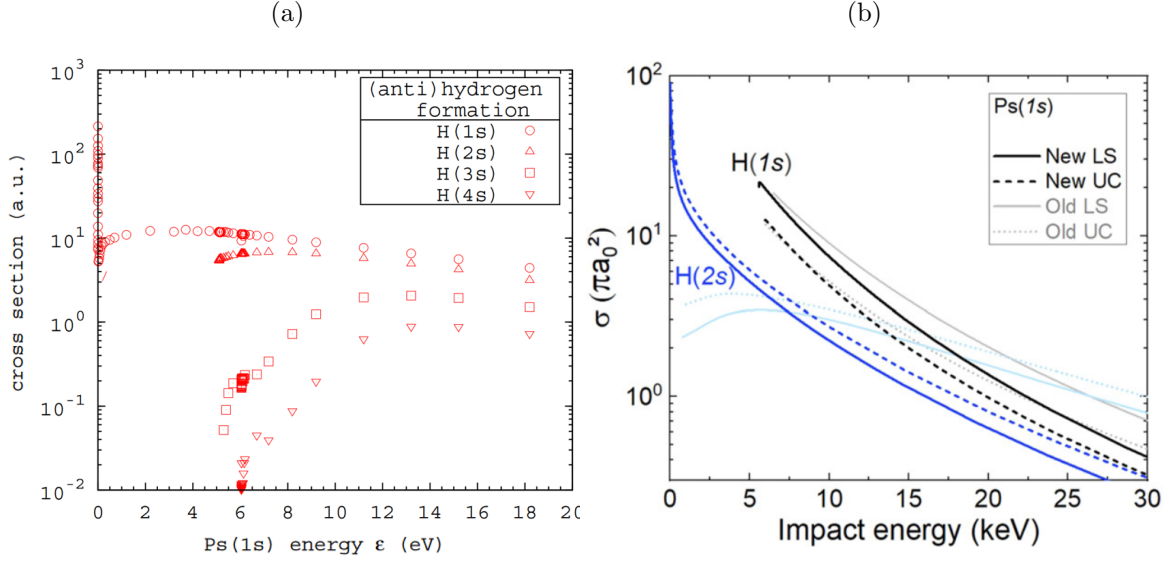 (a)
10^3
10^2
10^1
10^0
10^-1
10^-2
cross section (a.u.)
(anti)hydrogen
formation
H(1s)
H(2s)
H(3s)
H(4s)
0 2 4 6 8 10 12 14 16 18 20
Ps(1s) energy ε (eV)
(b)
10^2
10^1
10^0
σ (πa₀²)
Ps(1s)
New LS
New UC
Old LS
Old UC
H(1s)
H(2s)
0 5 10 15 20 25 30
Impact energy (keV)